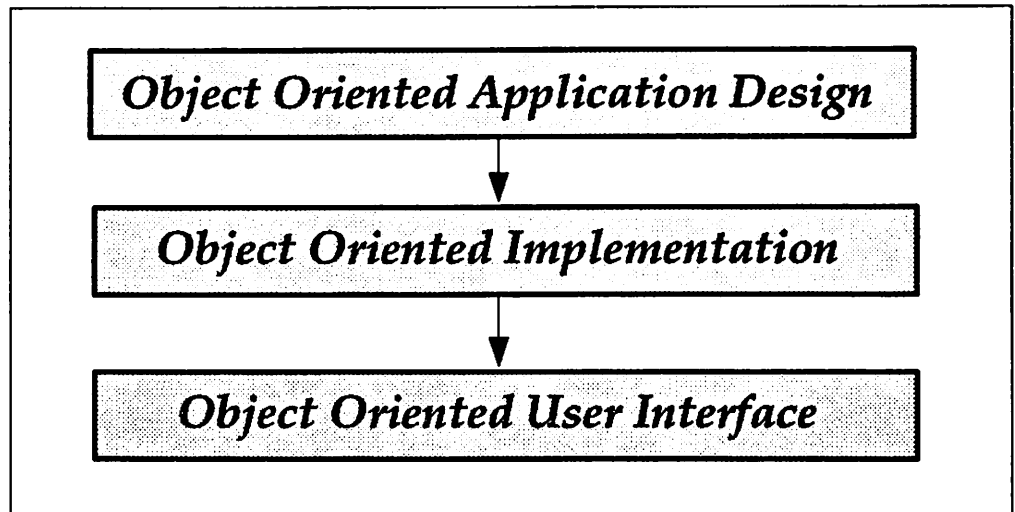 Object Oriented Application Design
Object Oriented Implementation
Object Oriented User Interface